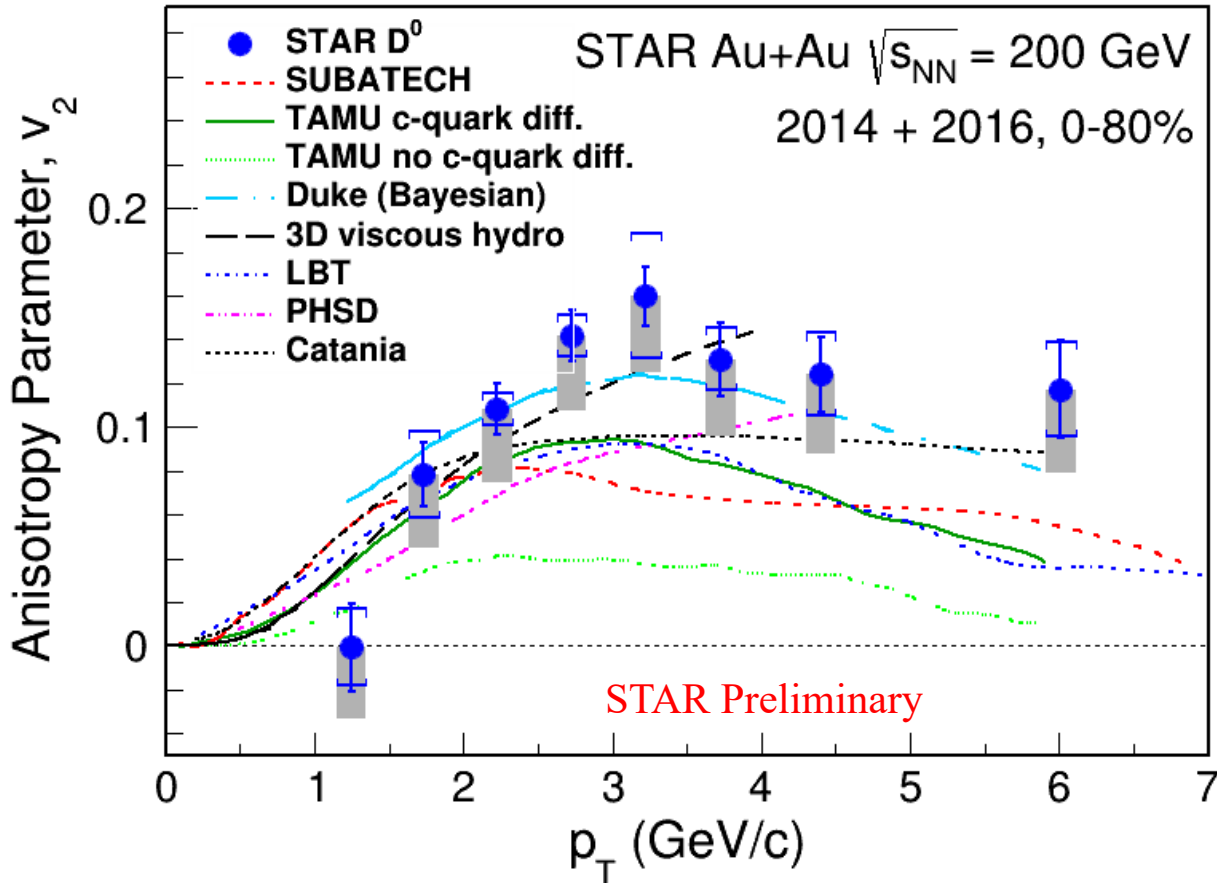 STAR D⁰
SUBATECH
TAMU c-quark diff.
TAMU no c-quark diff.
Duke (Bayesian)
3D viscous hydro
LBT
PHSD
Catania
STAR Au+Au √s_NN = 200 GeV
2014 + 2016, 0-80%
Anisotropy Parameter, v₂
0.2
0.1
0
STAR Preliminary
0 1 2 3 4 5 6 7
p_T (GeV/c)